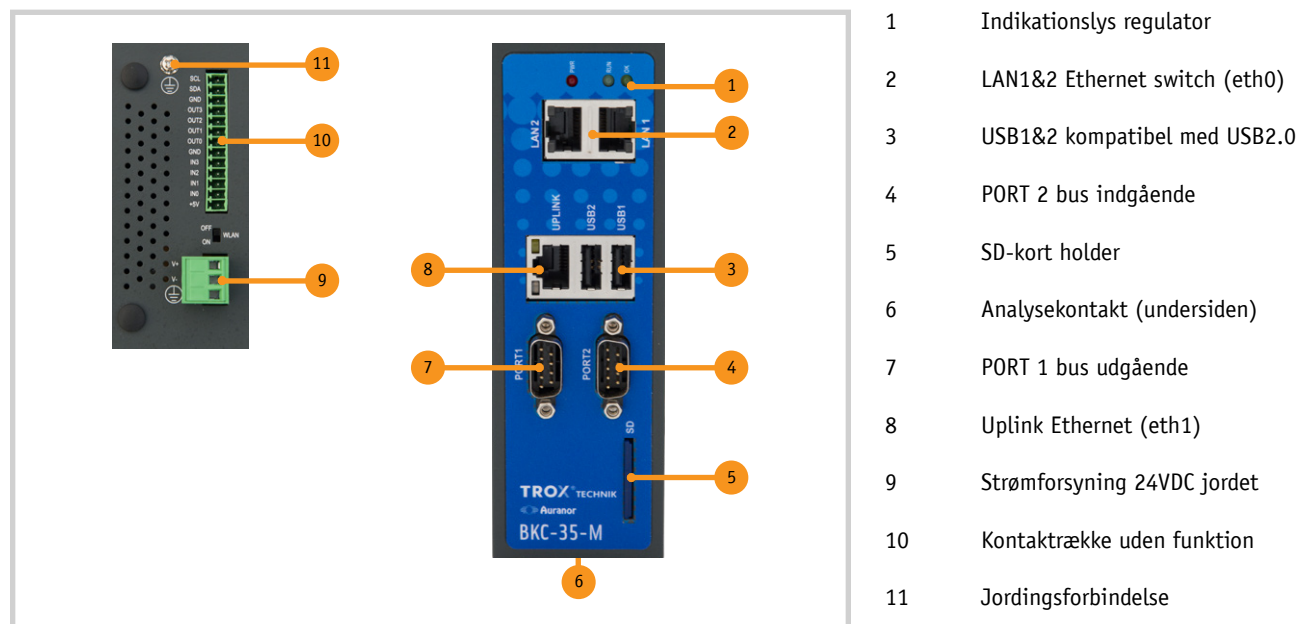 11
SCL
SDA
GND
OUT3
OUT2
OUT1
OUT0
GND
IN3
IN2
IN1
IN0
+5V
10
OFF
ON
WLAN
V+
V-
9
PWR
RUN
OK
1
LAN 2
LAN 1
2
UPLINK
USB2
USB1
8
3
PORT1
PORT2
7
4
SD
5
TROX® TECHNIK
Auranor
BKC-35-M
6
1 Indikationslys regulator
2 LAN1&2 Ethernet switch (eth0)
3 USB1&2 kompatibel med USB2.0
4 PORT 2 bus indgående
5 SD-kort holder
6 Analysekontakt (undersiden)
7 PORT 1 bus udgående
8 Uplink Ethernet (eth1)
9 Strømforsyning 24VDC jordet
10 Kontaktrække uden funktion
11 Jordingsforbindelse